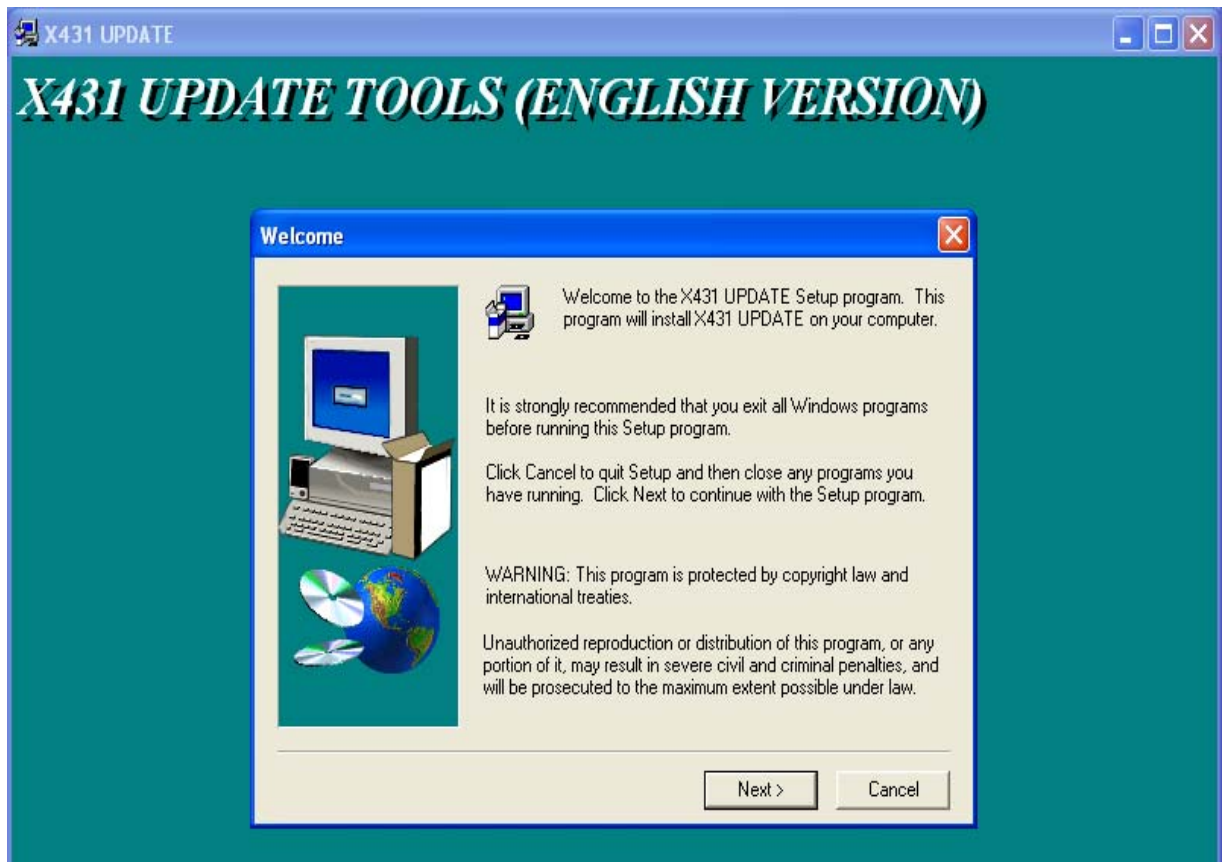 X431 UPDATE
X431 UPDATE TOOLS (ENGLISH VERSION)
Welcome
Welcome to the X431 UPDATE Setup program. This
program will install X431 UPDATE on your computer.
It is strongly recommended that you exit all Windows programs
before running this Setup program.
Click Cancel to quit Setup and then close any programs you
have running. Click Next to continue with the Setup program.
WARNING: This program is protected by copyright law and
international treaties.
Unauthorized reproduction or distribution of this program, or any
portion of it, may result in severe civil and criminal penalties, and
will be prosecuted to the maximum extent possible under law.
Next >
Cancel